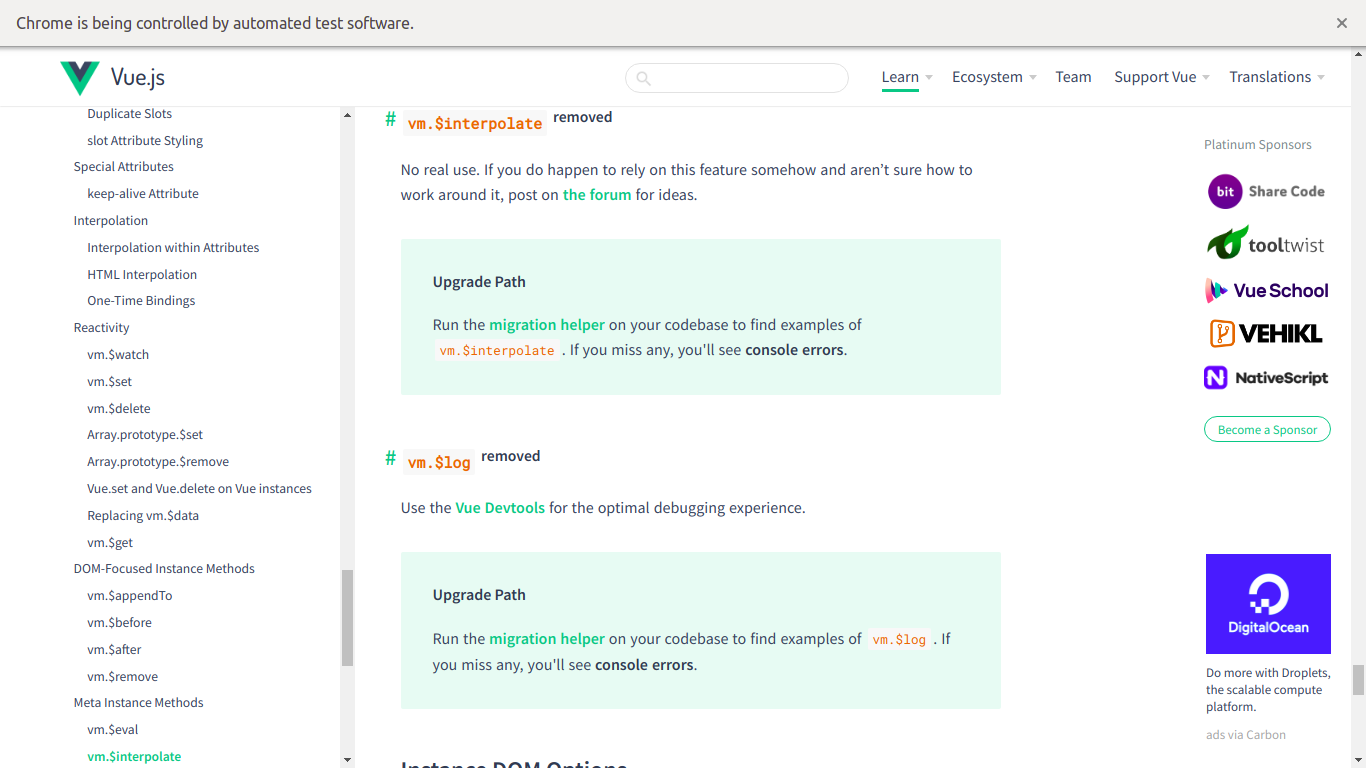 Chrome is being controlled by automated test software.
Vue.js
Learn
Ecosystem
Team
Support Vue
Translations
Duplicate Slots
slot Attribute Styling
Special Attributes
keep-alive Attribute
Interpolation
Interpolation within Attributes
HTML Interpolation
One-Time Bindings
Reactivity
vm.$watch
vm.$set
vm.$delete
Array.prototype.$set
Array.prototype.$remove
Vue.set and Vue.delete on Vue instances
Replacing vm.$data
vm.$get
DOM-Focused Instance Methods
vm.$appendTo
vm.$before
vm.$after
vm.$remove
Meta Instance Methods
vm.$eval
vm.$interpolate
# vm.$interpolate removed
No real use. If you do happen to rely on this feature somehow and aren’t sure how to
work around it, post on the forum for ideas.
Upgrade Path
Run the migration helper on your codebase to find examples of
vm.$interpolate . If you miss any, you'll see console errors.
# vm.$log removed
Use the Vue Devtools for the optimal debugging experience.
Upgrade Path
Run the migration helper on your codebase to find examples of vm.$log . If
you miss any, you'll see console errors.
Instance DOM Options
Platinum Sponsors
bit Share Code
tooltwist
Vue School
VEHIKL
NativeScript
Become a Sponsor
DigitalOcean
Do more with Droplets,
the scalable compute
platform.
ads via Carbon